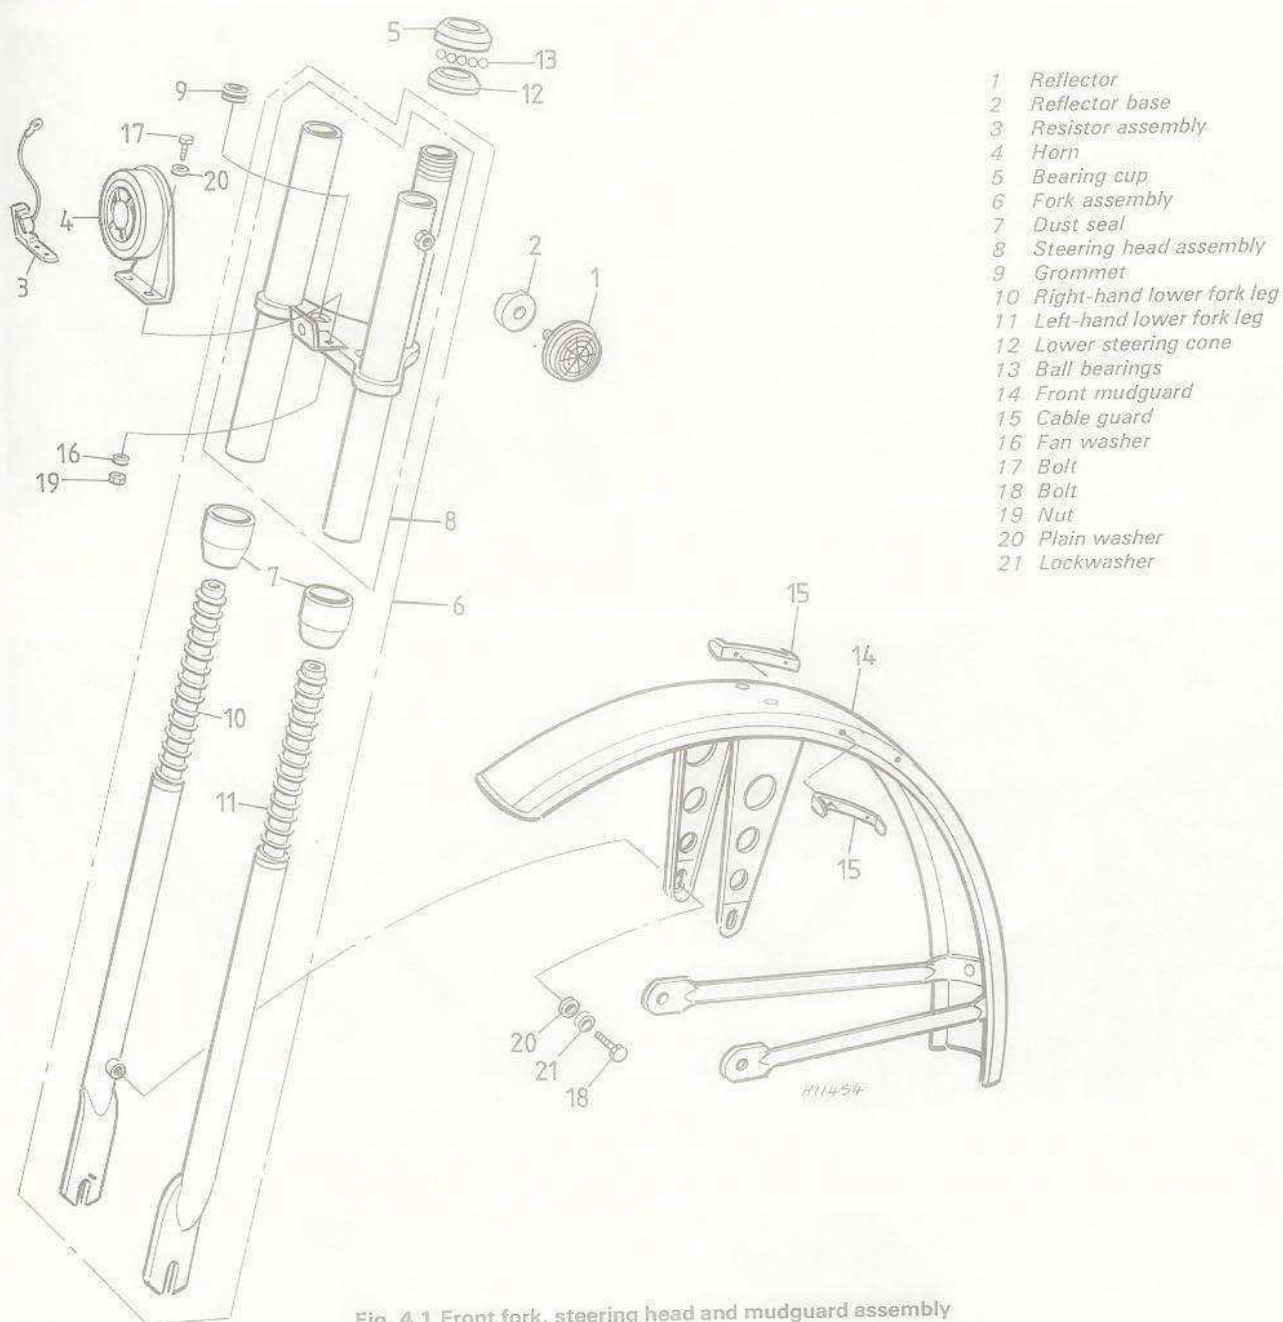 5
13
12
9
17
20
4
3
2
1
16
19
8
7
6
10
11
15
14
15
20
21
18
H11454
1 Reflector
2 Reflector base
3 Resistor assembly
4 Horn
5 Bearing cup
6 Fork assembly
7 Dust seal
8 Steering head assembly
9 Grommet
10 Right-hand lower fork leg
11 Left-hand lower fork leg
12 Lower steering cone
13 Ball bearings
14 Front mudguard
15 Cable guard
16 Fan washer
17 Bolt
18 Bolt
19 Nut
20 Plain washer
21 Lockwasher
Fig. 4.1 Front fork, steering head and mudguard assembly